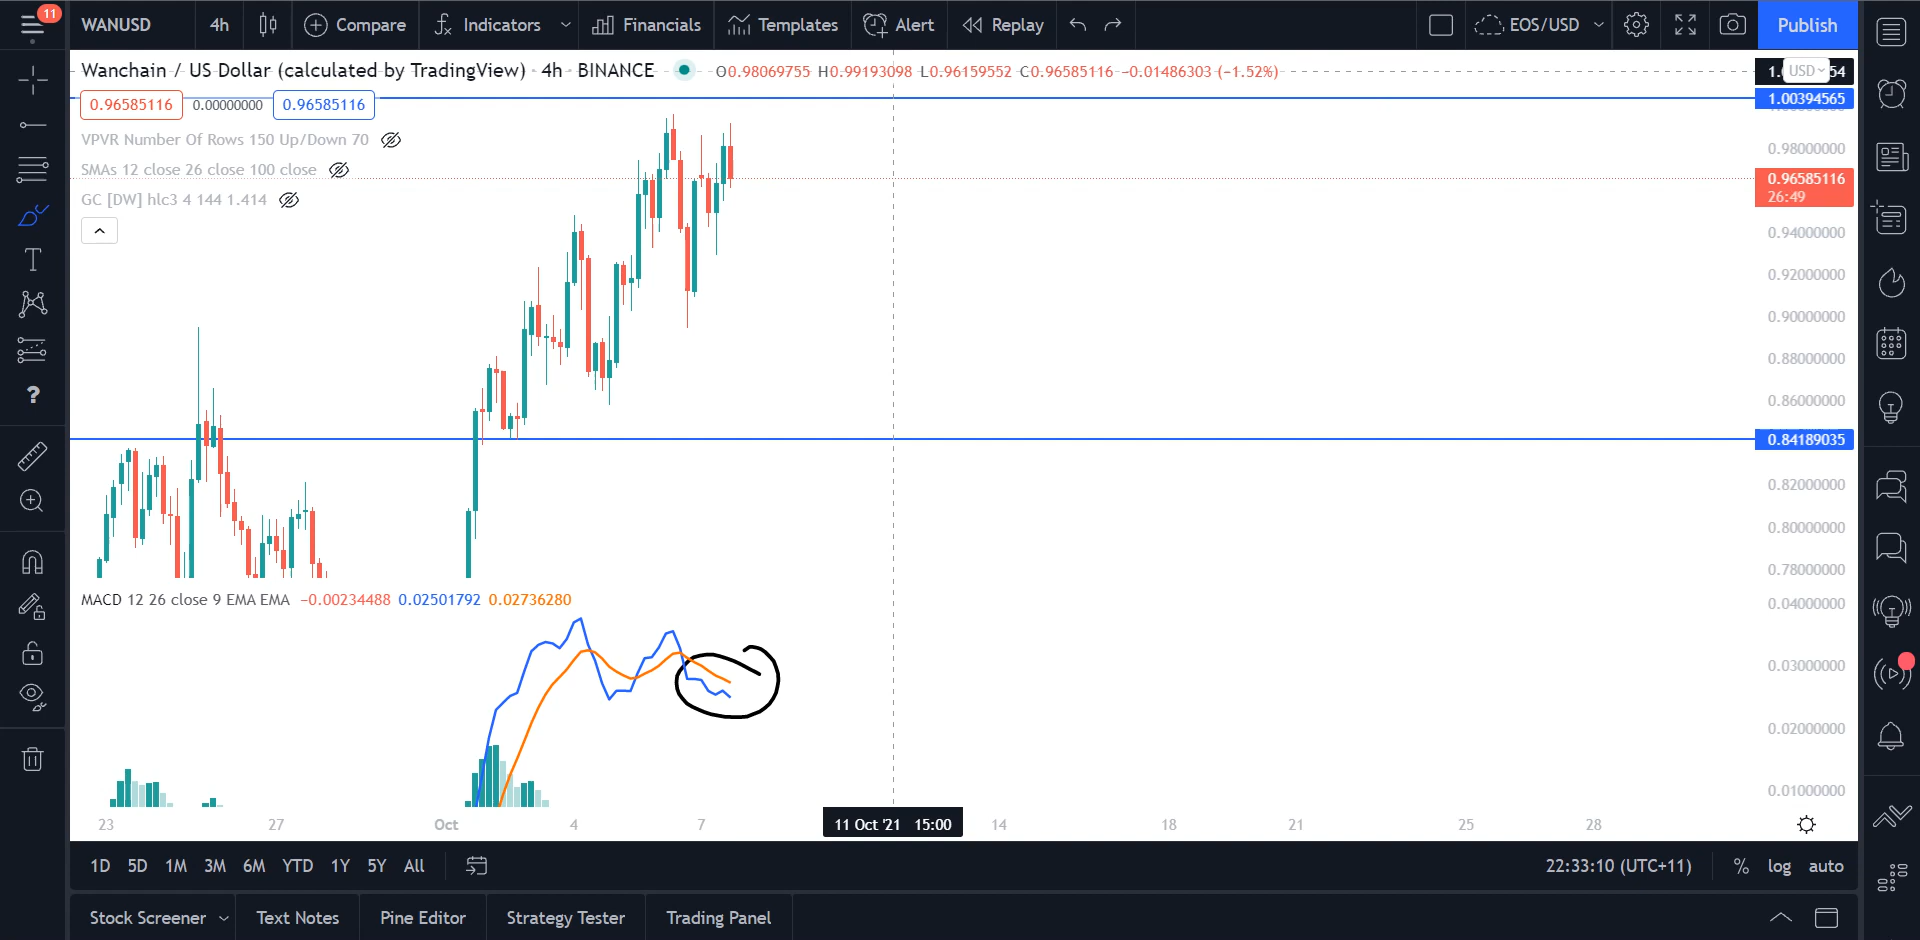 11
WANUSD 4h Compare Indicators Financials Templates Alert Replay EOS/USD Publish
Wanchain / US Dollar (calculated by TradingView) · 4h · BINANCE O0.98069755 H0.99193098 L0.96159552 C0.96585116 −0.01486303 (−1.52%)
USD
0.96585116 0.00000000 0.96585116
1.00394565
VPVR Number Of Rows 150 Up/Down 70
0.98000000
SMAs 12 close 26 close 100 close
0.96585116
26:49
GC [DW] hlc3 4 144 1.414
0.94000000
0.92000000
0.90000000
0.88000000
0.86000000
0.84189035
0.82000000
0.80000000
0.78000000
MACD 12 26 close 9 EMA EMA −0.00234488 0.02501792 0.02736280
0.04000000
0.03000000
0.02000000
0.01000000
23 27 Oct 4 7 11 Oct '21 15:00 14 18 21 25 28
1D 5D 1M 3M 6M YTD 1Y 5Y All 22:33:10 (UTC+11) % log auto
Stock Screener Text Notes Pine Editor Strategy Tester Trading Panel